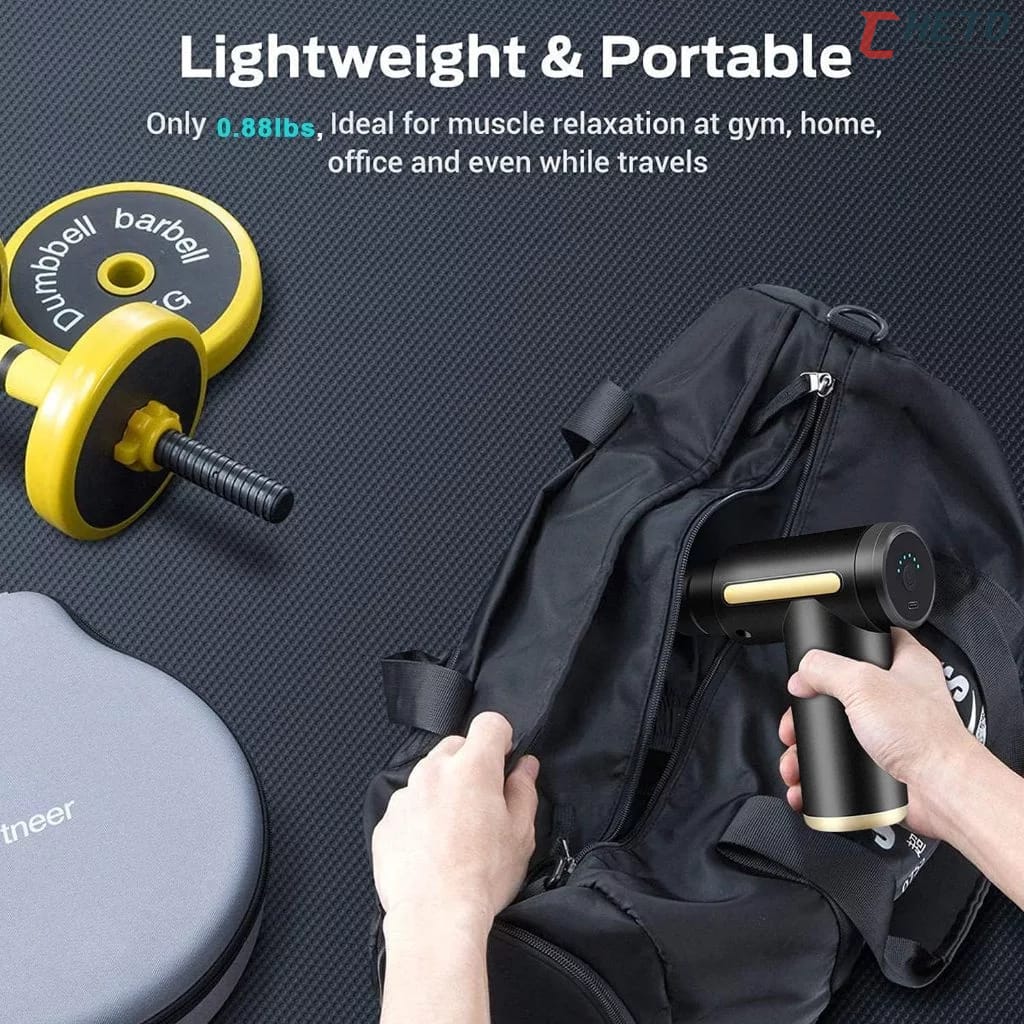 Lightweight & Portable
Only 0.88lbs, Ideal for muscle relaxation at gym, home,
office and even while travels
Dumbbell barbell
G
tneer